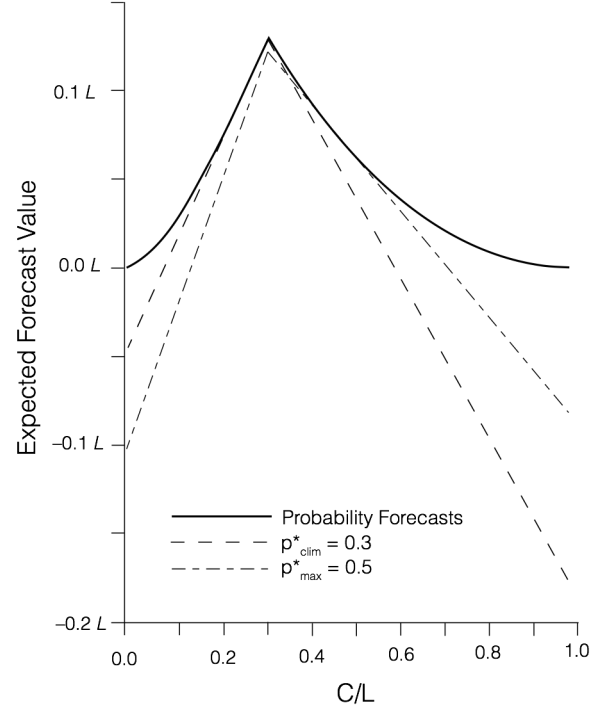 0.1 L
0.0 L
−0.1 L
−0.2 L
Expected Forecast Value
Probability Forecasts
p*clim = 0.3
p*max = 0.5
0.0 0.2 0.4 0.6 0.8 1.0
C/L